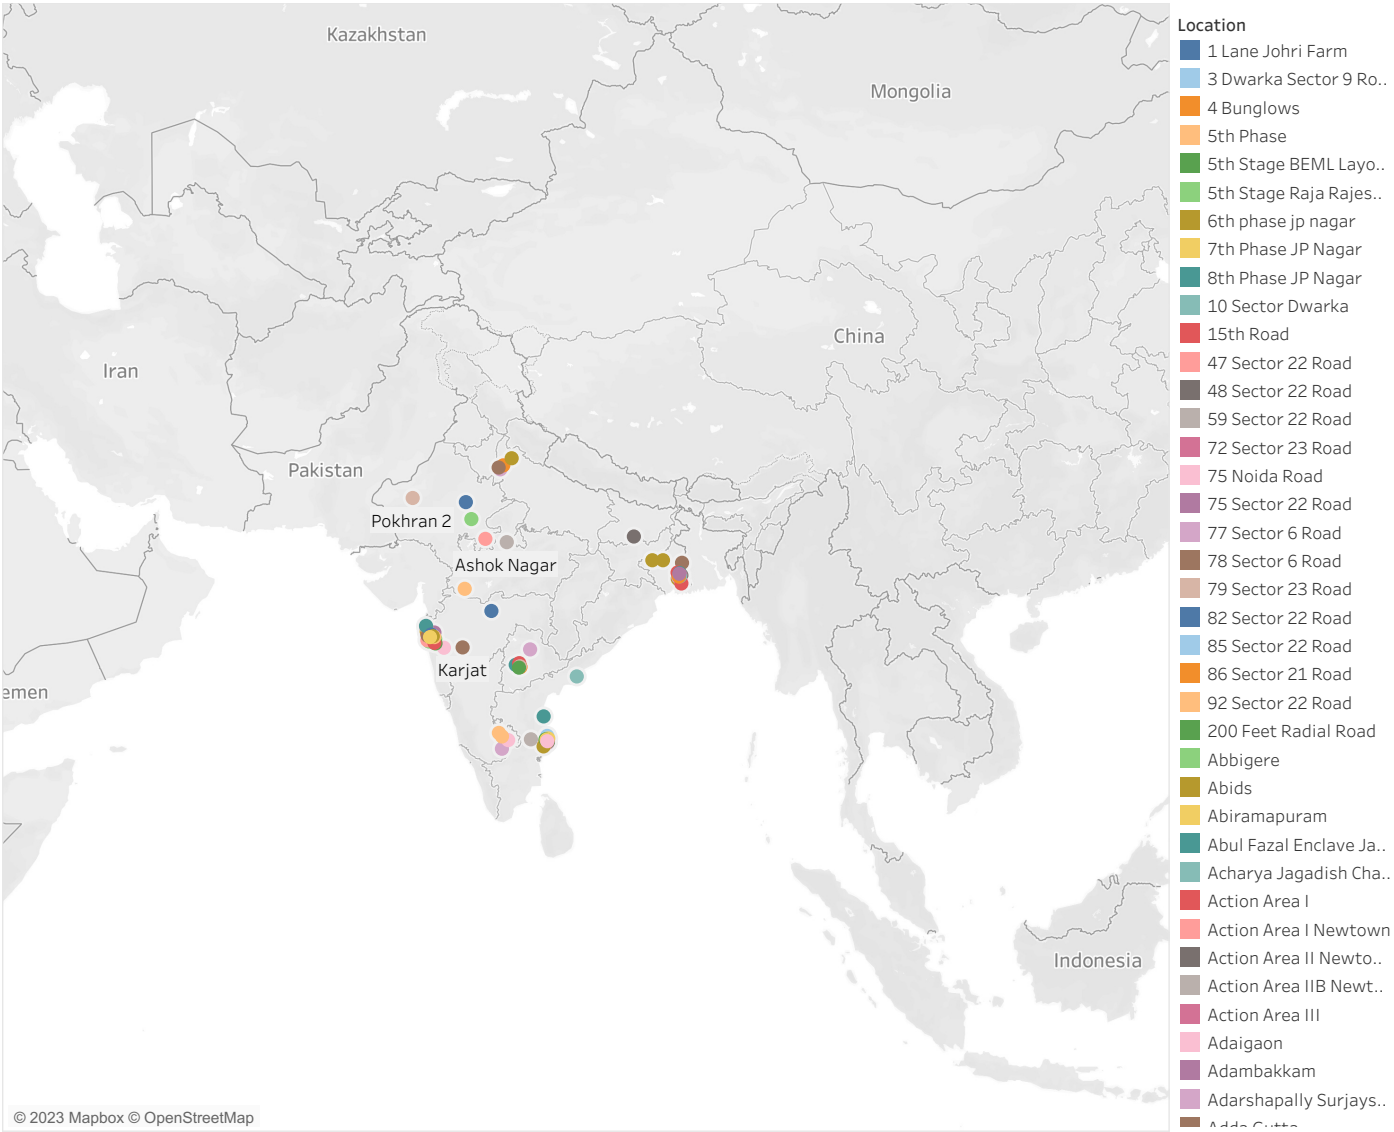 Kazakhstan
Mongolia
China
Iran
Pakistan
Pokhran 2
Ashok Nagar
Karjat
emen
Indonesia
© 2023 Mapbox © OpenStreetMap
Location
1 Lane Johri Farm
3 Dwarka Sector 9 Ro..
4 Bunglows
5th Phase
5th Stage BEML Layo..
5th Stage Raja Rajes..
6th phase jp nagar
7th Phase JP Nagar
8th Phase JP Nagar
10 Sector Dwarka
15th Road
47 Sector 22 Road
48 Sector 22 Road
59 Sector 22 Road
72 Sector 23 Road
75 Noida Road
75 Sector 22 Road
77 Sector 6 Road
78 Sector 6 Road
79 Sector 23 Road
82 Sector 22 Road
85 Sector 22 Road
86 Sector 21 Road
92 Sector 22 Road
200 Feet Radial Road
Abbigere
Abids
Abiramapuram
Abul Fazal Enclave Ja..
Acharya Jagadish Cha..
Action Area I
Action Area I Newtown
Action Area II Newto..
Action Area IIB Newt..
Action Area III
Adaigaon
Adambakkam
Adarshapally Surjays..